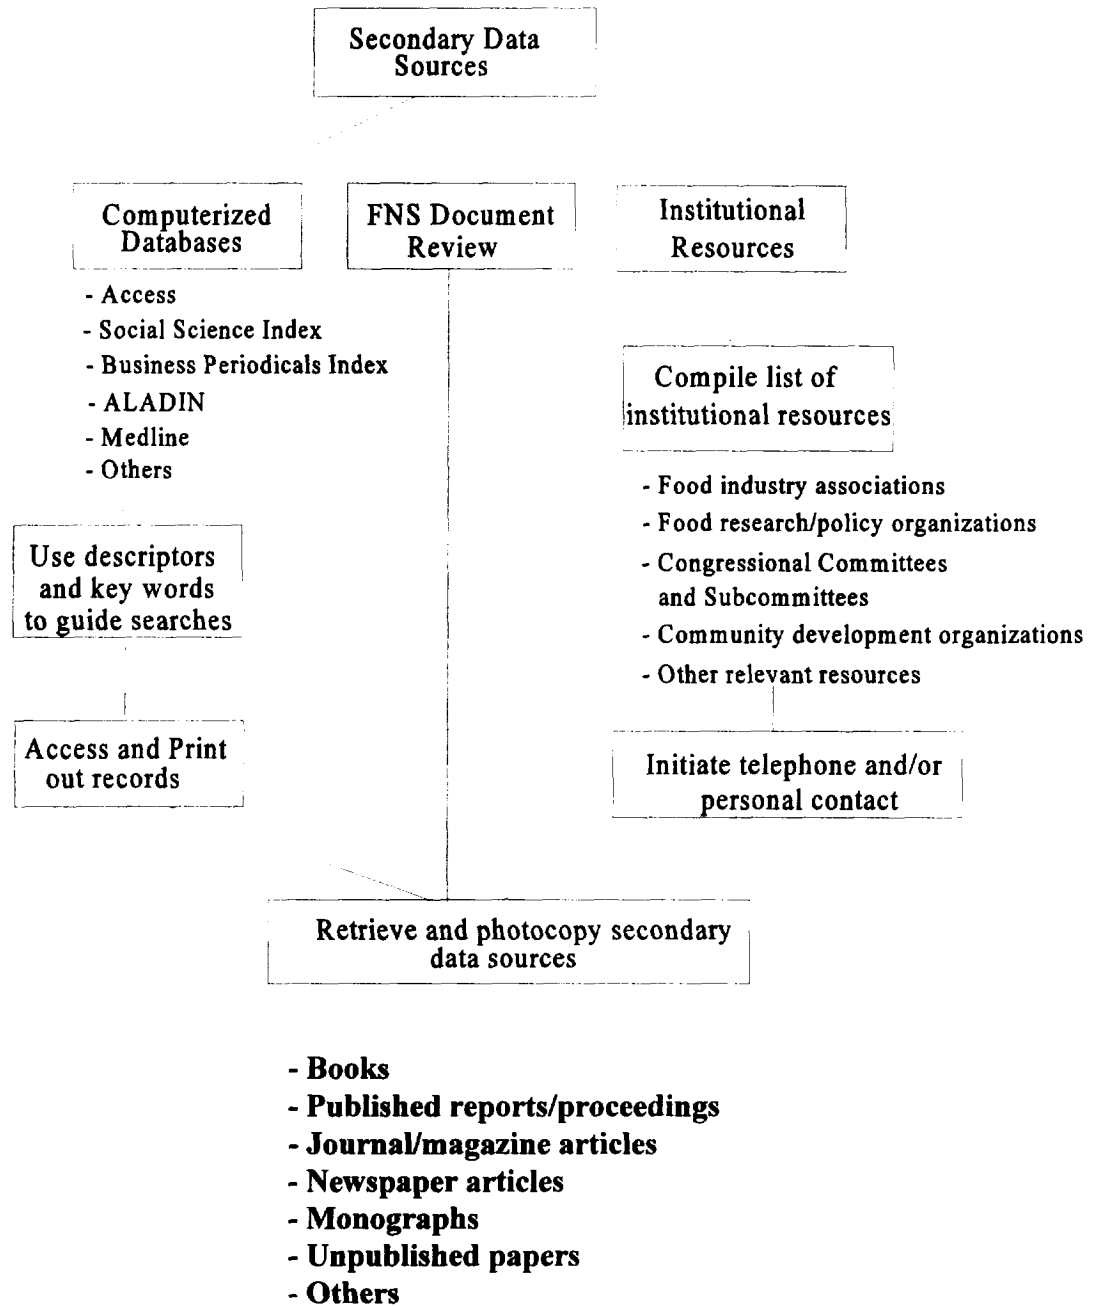 Secondary Data
Sources
Computerized
Databases
- Access
- Social Science Index
- Business Periodicals Index
- ALADIN
- Medline
- Others
Use descriptors
and key words
to guide searches
Access and Print
out records
FNS Document
Review
Institutional
Resources
Compile list of
institutional resources
- Food industry associations
- Food research/policy organizations
- Congressional Committees
and Subcommittees
- Community development organizations
- Other relevant resources
Initiate telephone and/or
personal contact
Retrieve and photocopy secondary
data sources
- Books
- Published reports/proceedings
- Journal/magazine articles
- Newspaper articles
- Monographs
- Unpublished papers
- Others